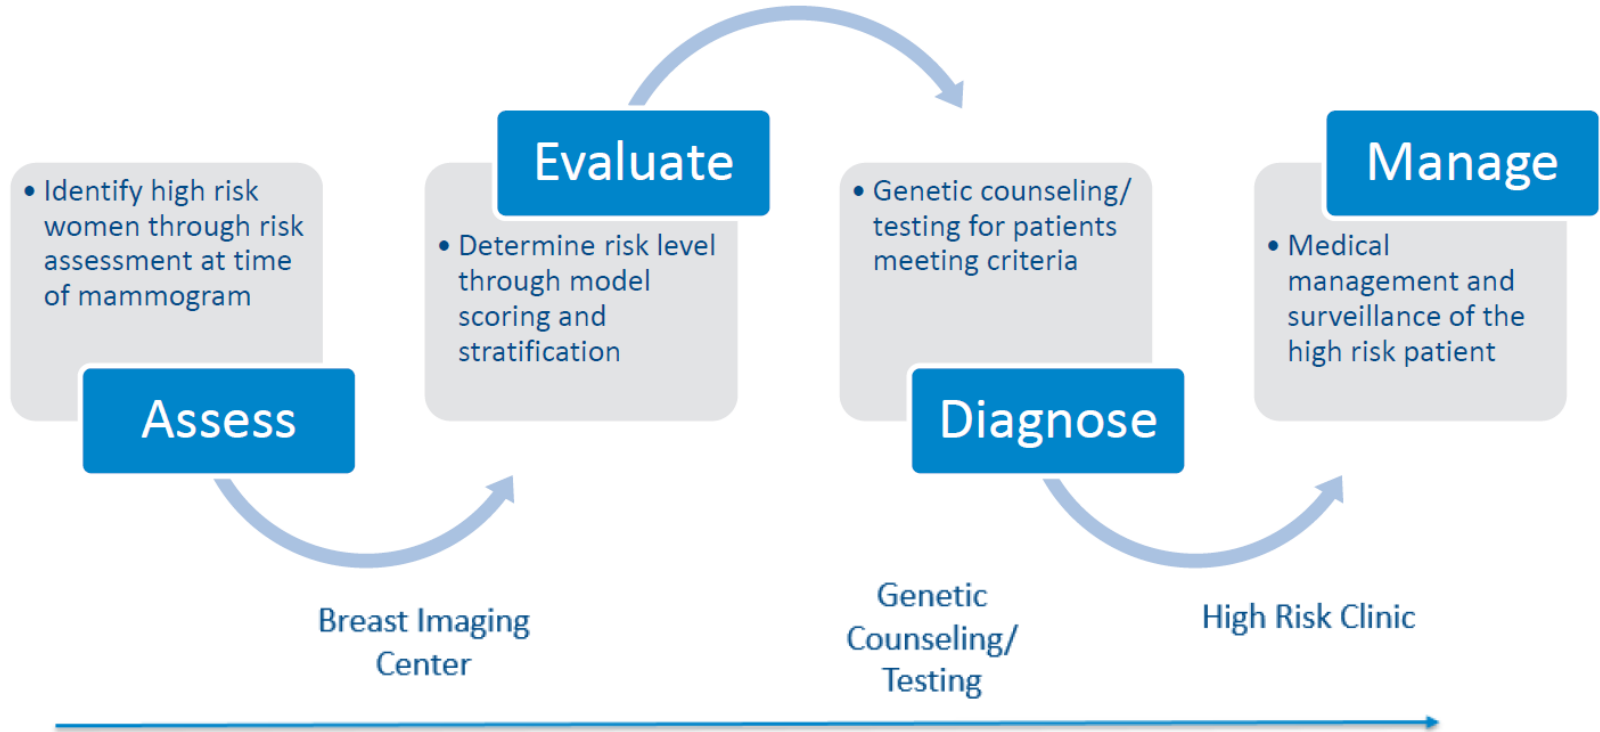 • Identify high risk
women through risk
assessment at time
of mammogram
Assess
Evaluate
• Determine risk level
through model
scoring and
stratification
• Genetic counseling/
testing for patients
meeting criteria
Diagnose
Manage
• Medical
management and
surveillance of the
high risk patient
Breast Imaging
Center
Genetic
Counseling/
Testing
High Risk Clinic